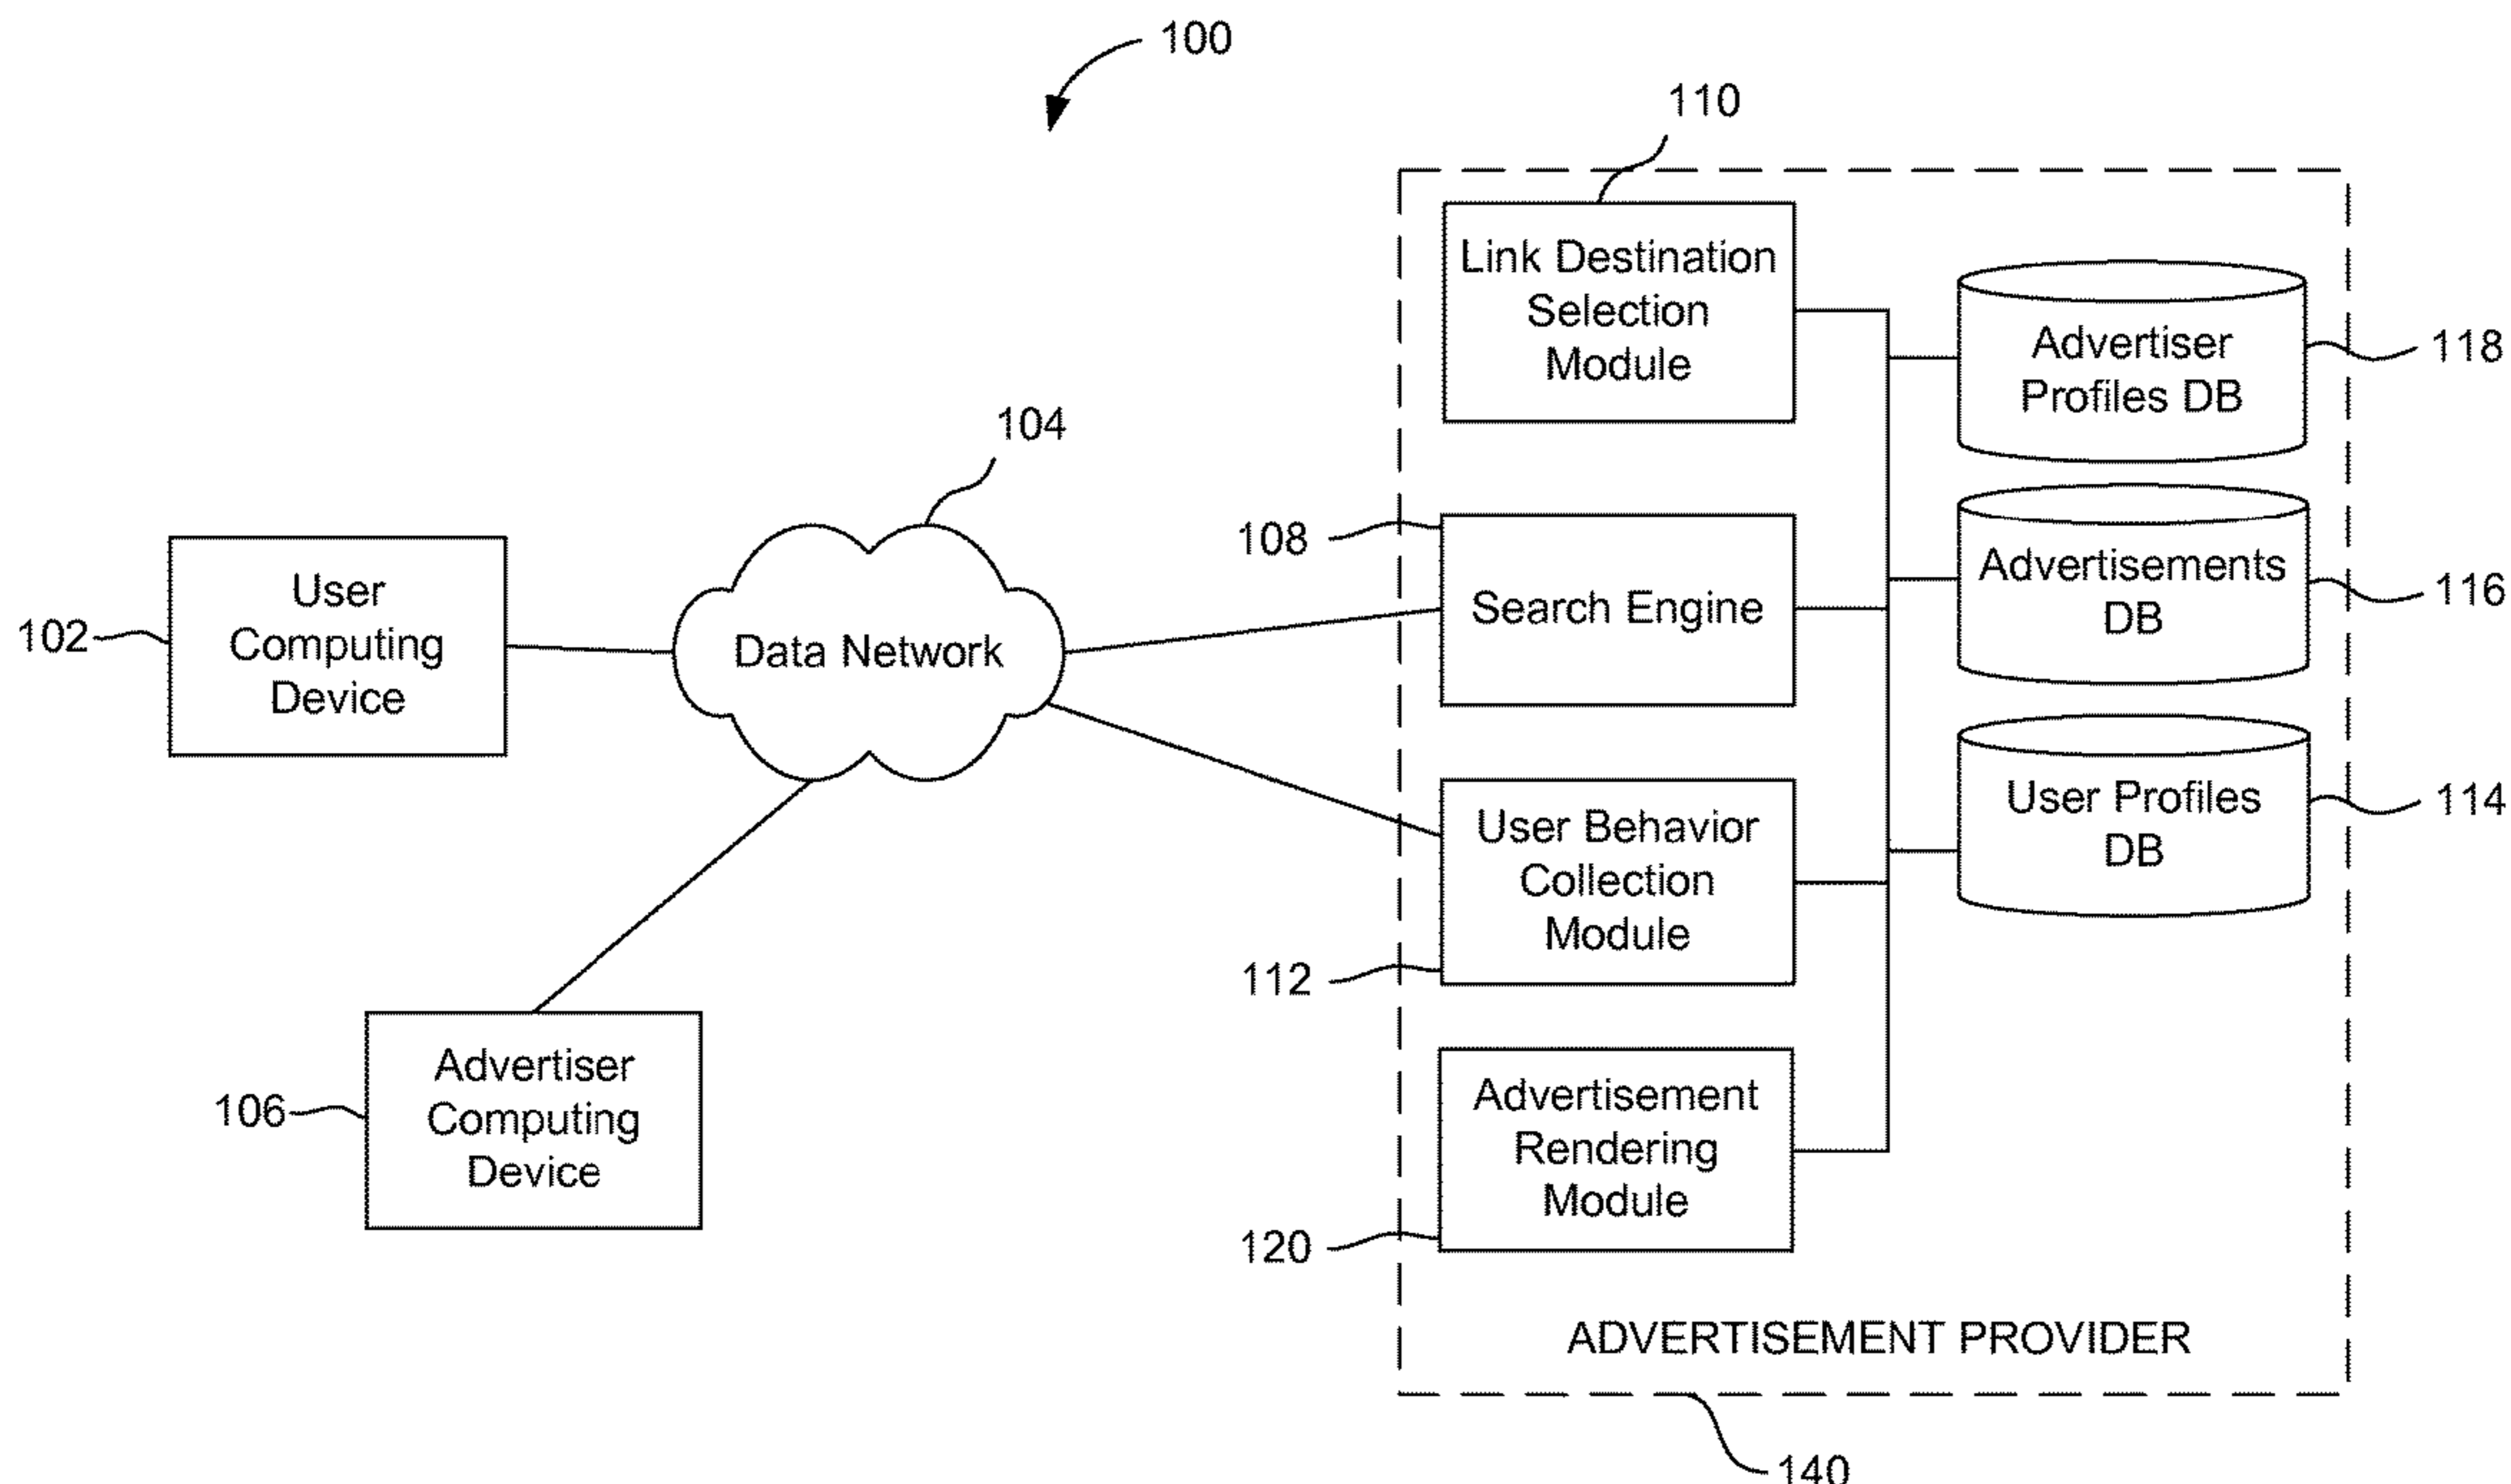 100
110
Link Destination
Selection
Module
Advertiser
Profiles DB
118
104
108
Search Engine
Advertisements
DB
116
102
User
Computing
Device
Data Network
User Behavior
Collection
Module
112
User Profiles
DB
114
106
Advertiser
Computing
Device
Advertisement
Rendering
Module
120
ADVERTISEMENT PROVIDER
140